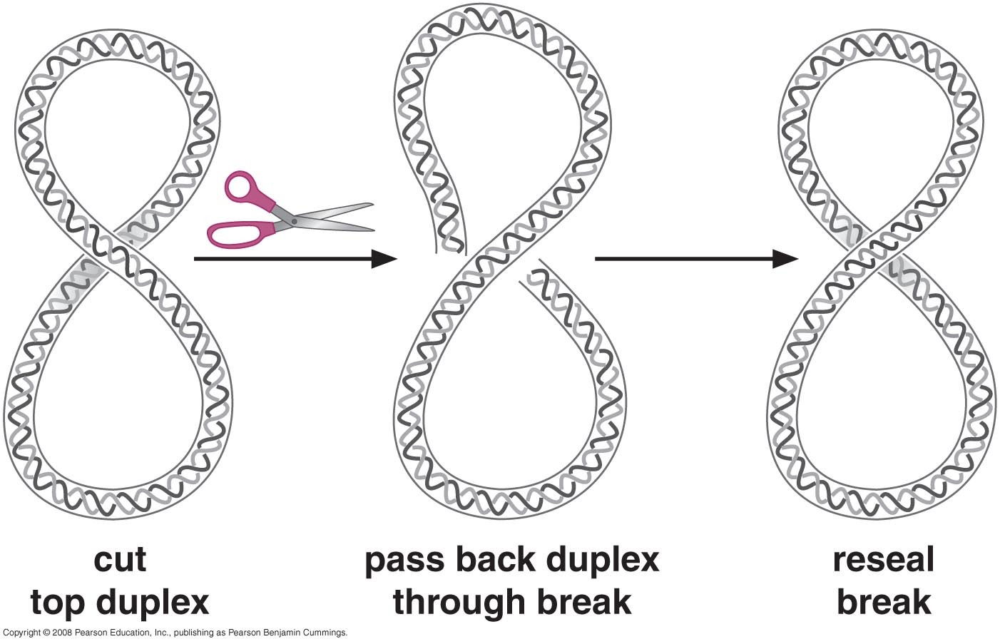 cut
top duplex
pass back duplex
through break
reseal
break
Copyright © 2008 Pearson Education, Inc., publishing as Pearson Benjamin Cummings.